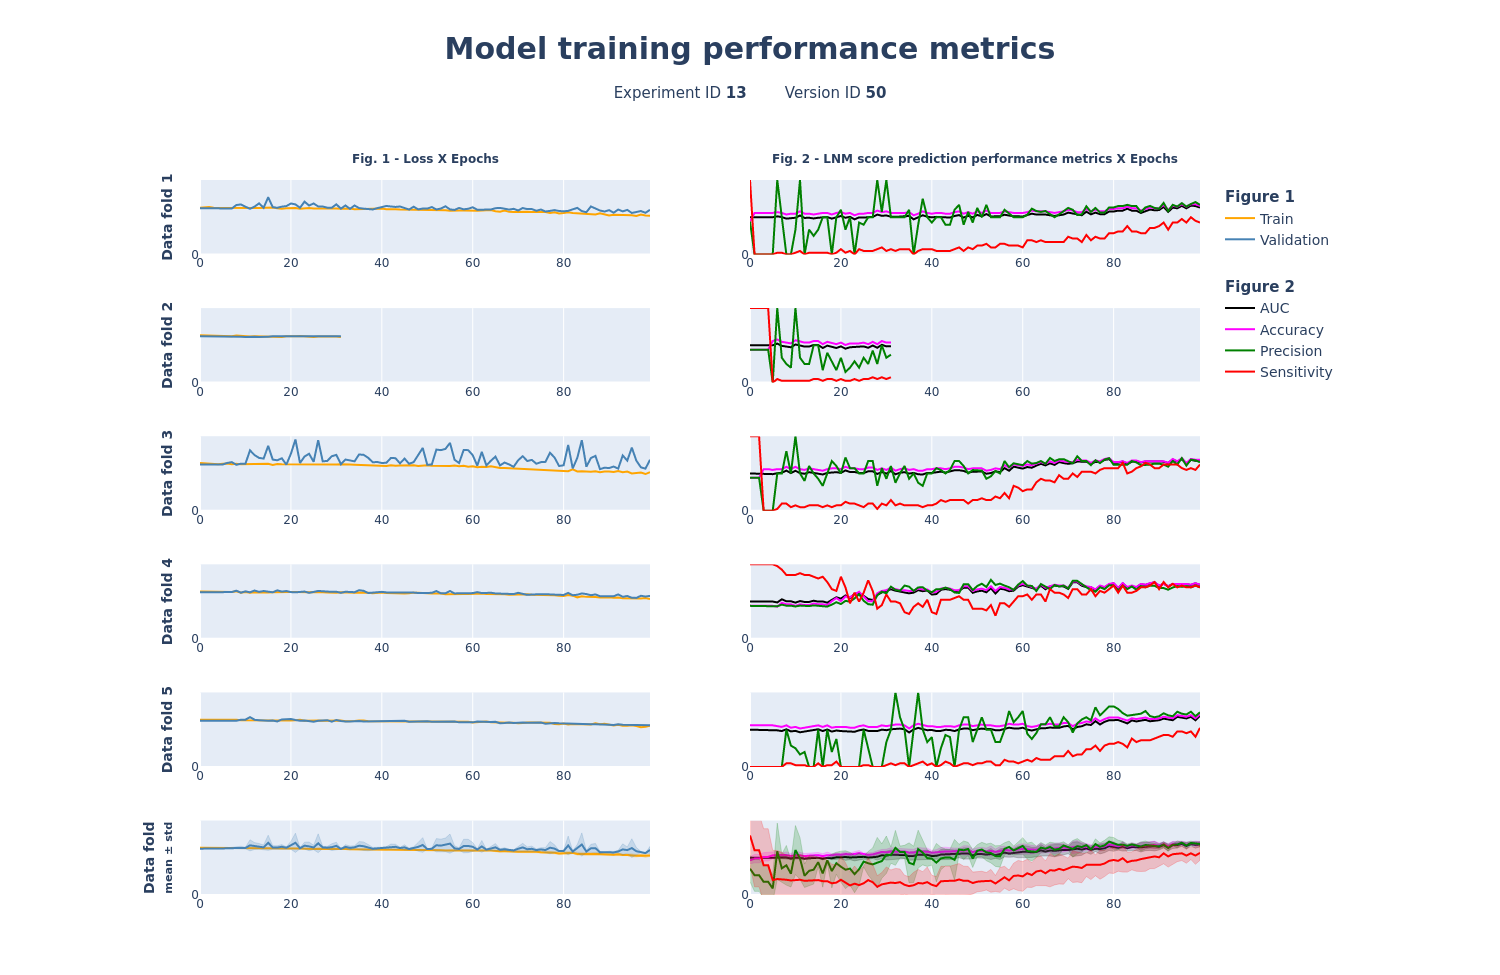 Model training performance metrics
Experiment ID 13 Version ID 50
Fig. 1 - Loss X Epochs
Fig. 2 - LNM score prediction performance metrics X Epochs
Data fold 1
0
0 20 40 60 80
0
0 20 40 60 80
Figure 1
Train
Validation
Figure 2
AUC
Accuracy
Precision
Sensitivity
Data fold 2
0
0 20 40 60 80
0
0 20 40 60 80
Data fold 3
0
0 20 40 60 80
0
0 20 40 60 80
Data fold 4
0
0 20 40 60 80
0
0 20 40 60 80
Data fold 5
0
0 20 40 60 80
0
0 20 40 60 80
Data fold
mean ± std
0
0 20 40 60 80
0
0 20 40 60 80